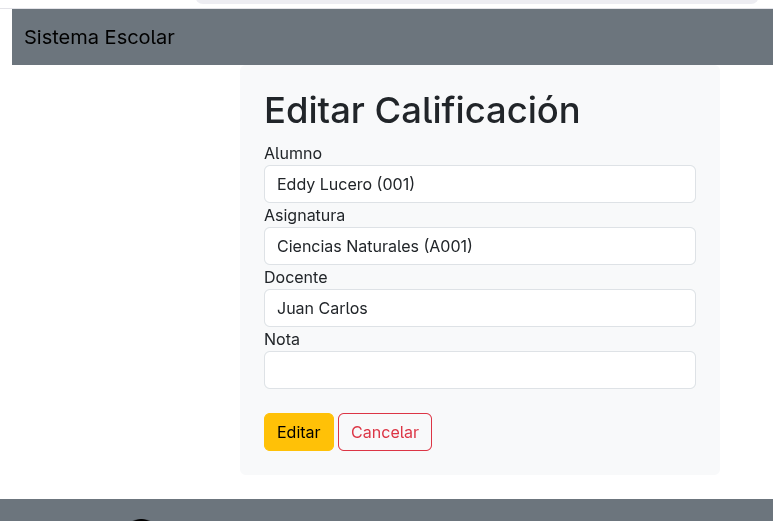 Sistema Escolar
Editar Calificación
Alumno
Eddy Lucero (001)
Asignatura
Ciencias Naturales (A001)
Docente
Juan Carlos
Nota
Editar Cancelar